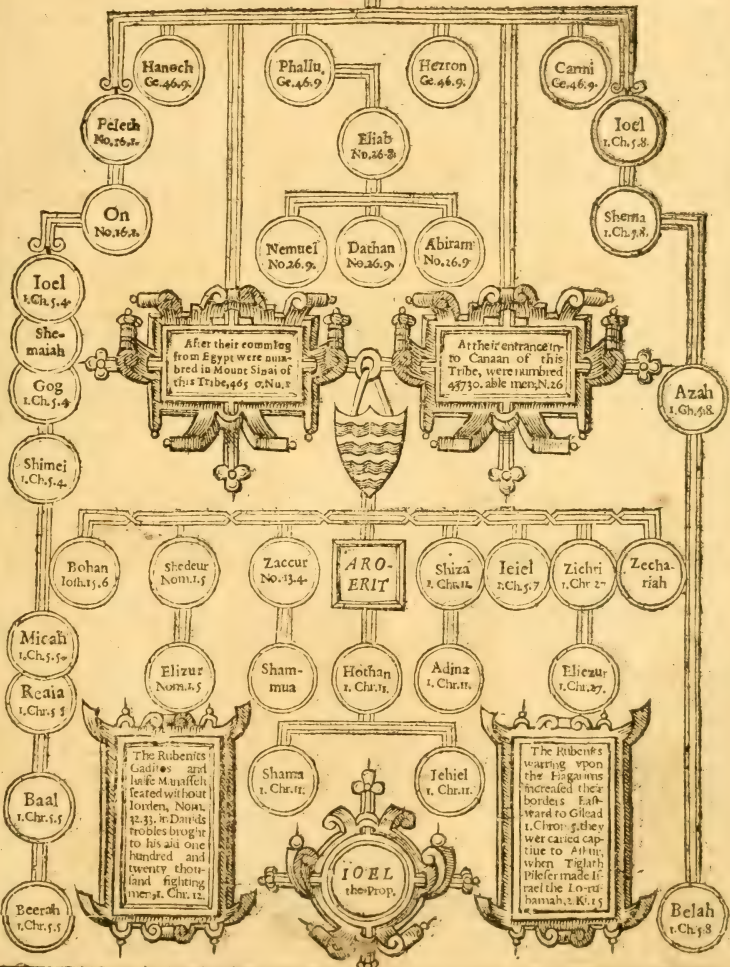 Hanoch
Ge.46.9.
Phallu,
Ge.46.9
Hezron
Ge.46.9.
Carmi
Ge.46.9.
Peleth
No.16.1.
Eliab
No.26.8.
Ioel
1.Ch.5.8.
On
No.16.1.
Nemuel
No.26.9.
Dathan
No.26.9.
Abiram
No.26.9
Shema
1.Ch.5.8.
Ioel
1.Ch.5.4.
She-
maiah
Gog
1.Ch.5.4
Shimei
1.Ch.5.4.
After their comming
from Egypt were num-
bred in Mount Sinai of
this Tribe,465 0.Nu.1
At their entrance in-
to Canaan of this
Tribe, were numbred
43730. able men,N.26
Azah
1.Ch.5.8.
Bohan
Ioſh.15.6
Shedeur
Nom.1.5
Zaccur
No.13.4.
ARO-
ERIT
Shiza
1.Chr.11.
Ieiel
1.Ch.5.7
Zichri
1.Chr 27
Zecha-
riah
Micah
1.Ch.5.5.
Reaia
1.Chr.5 5
Elizur
Nom.1.5
Sham-
mua
Hothan
1.Chr.11.
Adina
1.Chr.11.
Eliezur
1.Chr.27.
Shama
1.Chr.11.
Iehiel
1.Chr.11.
Baal
1.Chr.5.5
Beerah
1.Chr.5.5
The Rubenits
Gadites and
halfe Manaſſeh
ſeated without
Iorden, Nom.
32.33. in Dauids
trobles broght
to his aid one
hundred and
twenty thou-
ſand fighting
men,1. Chr. 12.
IOEL
the Prop.
The Rubenits
warring vpon
the Hagarims
increaſed their
borders Eaſt-
ward to Gilead
1.Chron 5.they
wer caried cap-
tiue to Aſhur,
when Tiglath
Pileſer made Iſ-
rael the Lo-ru-
hamah,2 Ki.15
Belah
1.Ch.5 8